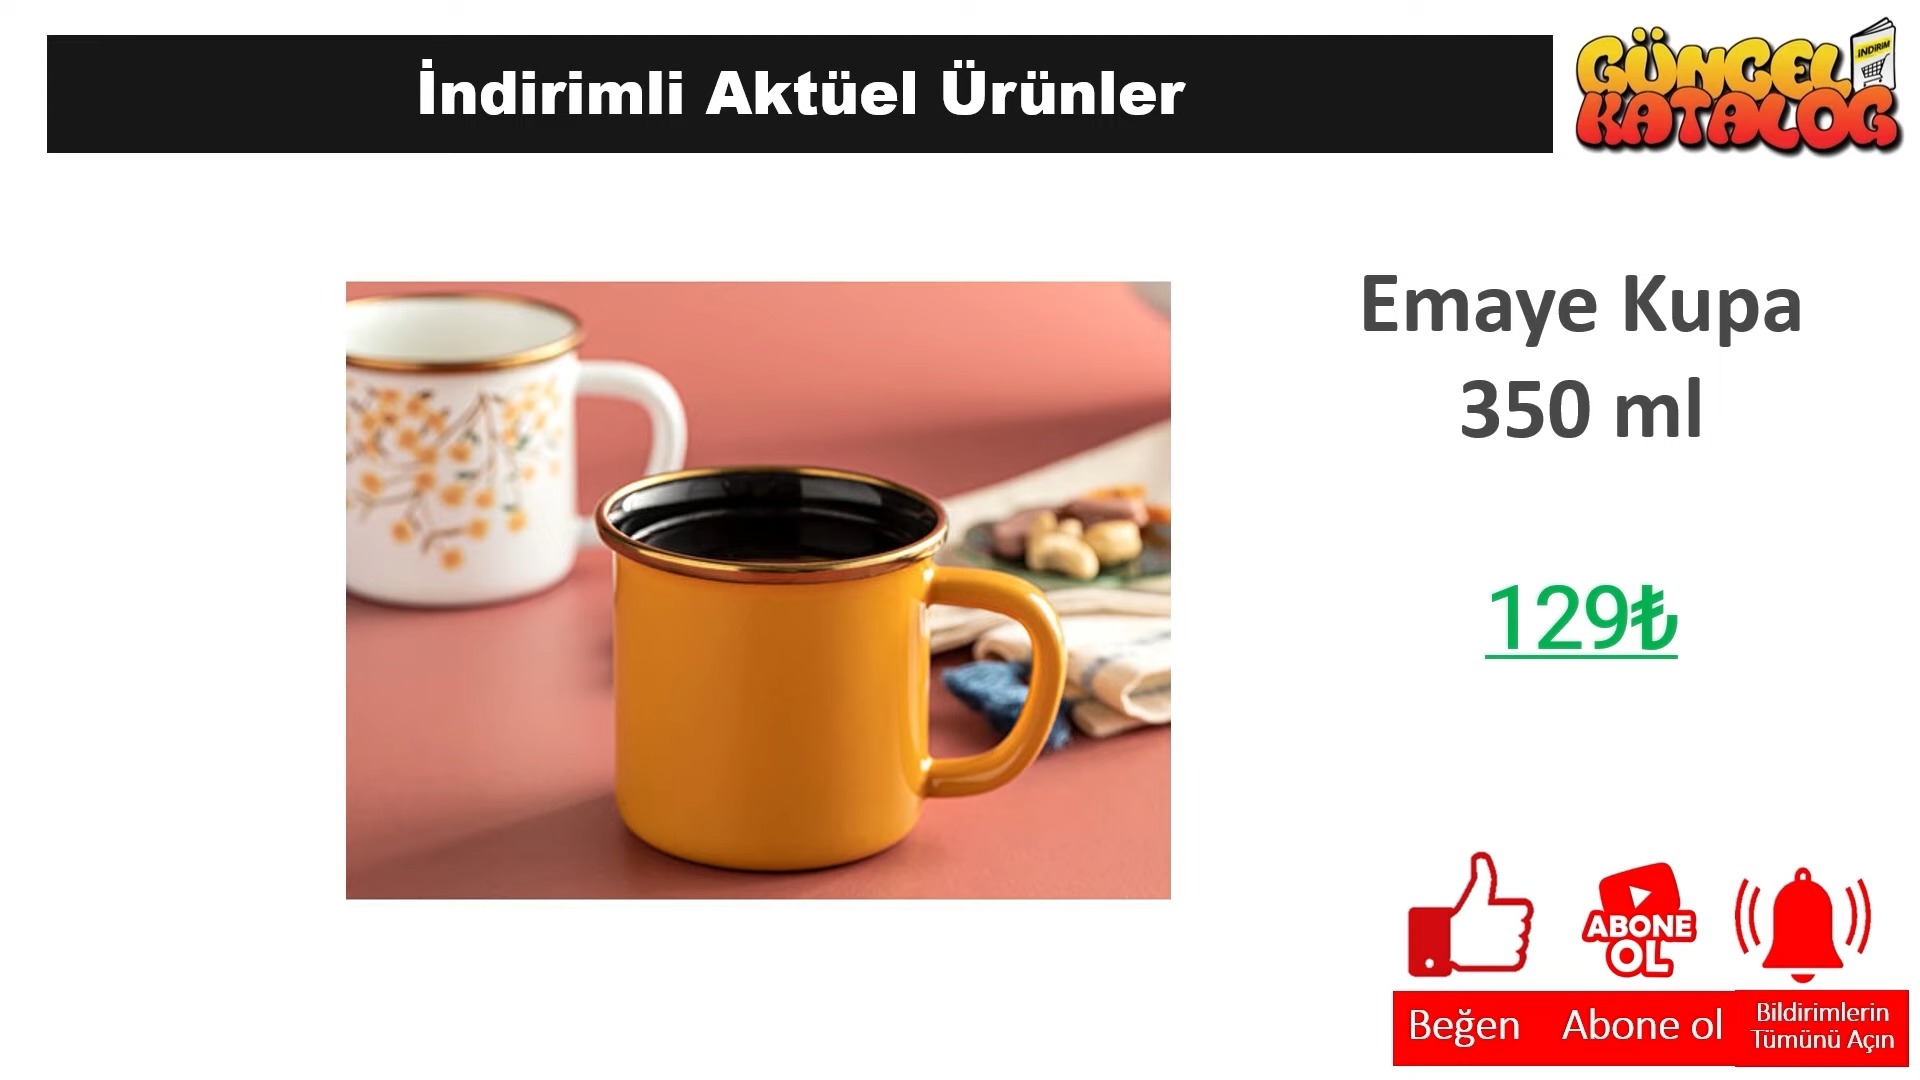 İndirimli Aktüel Ürünler
GÜNCEL
KATALOG
İNDİRİM
Emaye Kupa
350 ml
129₺
ABONE
OL
Beğen
Abone ol
Bildirimlerin
Tümünü Açın